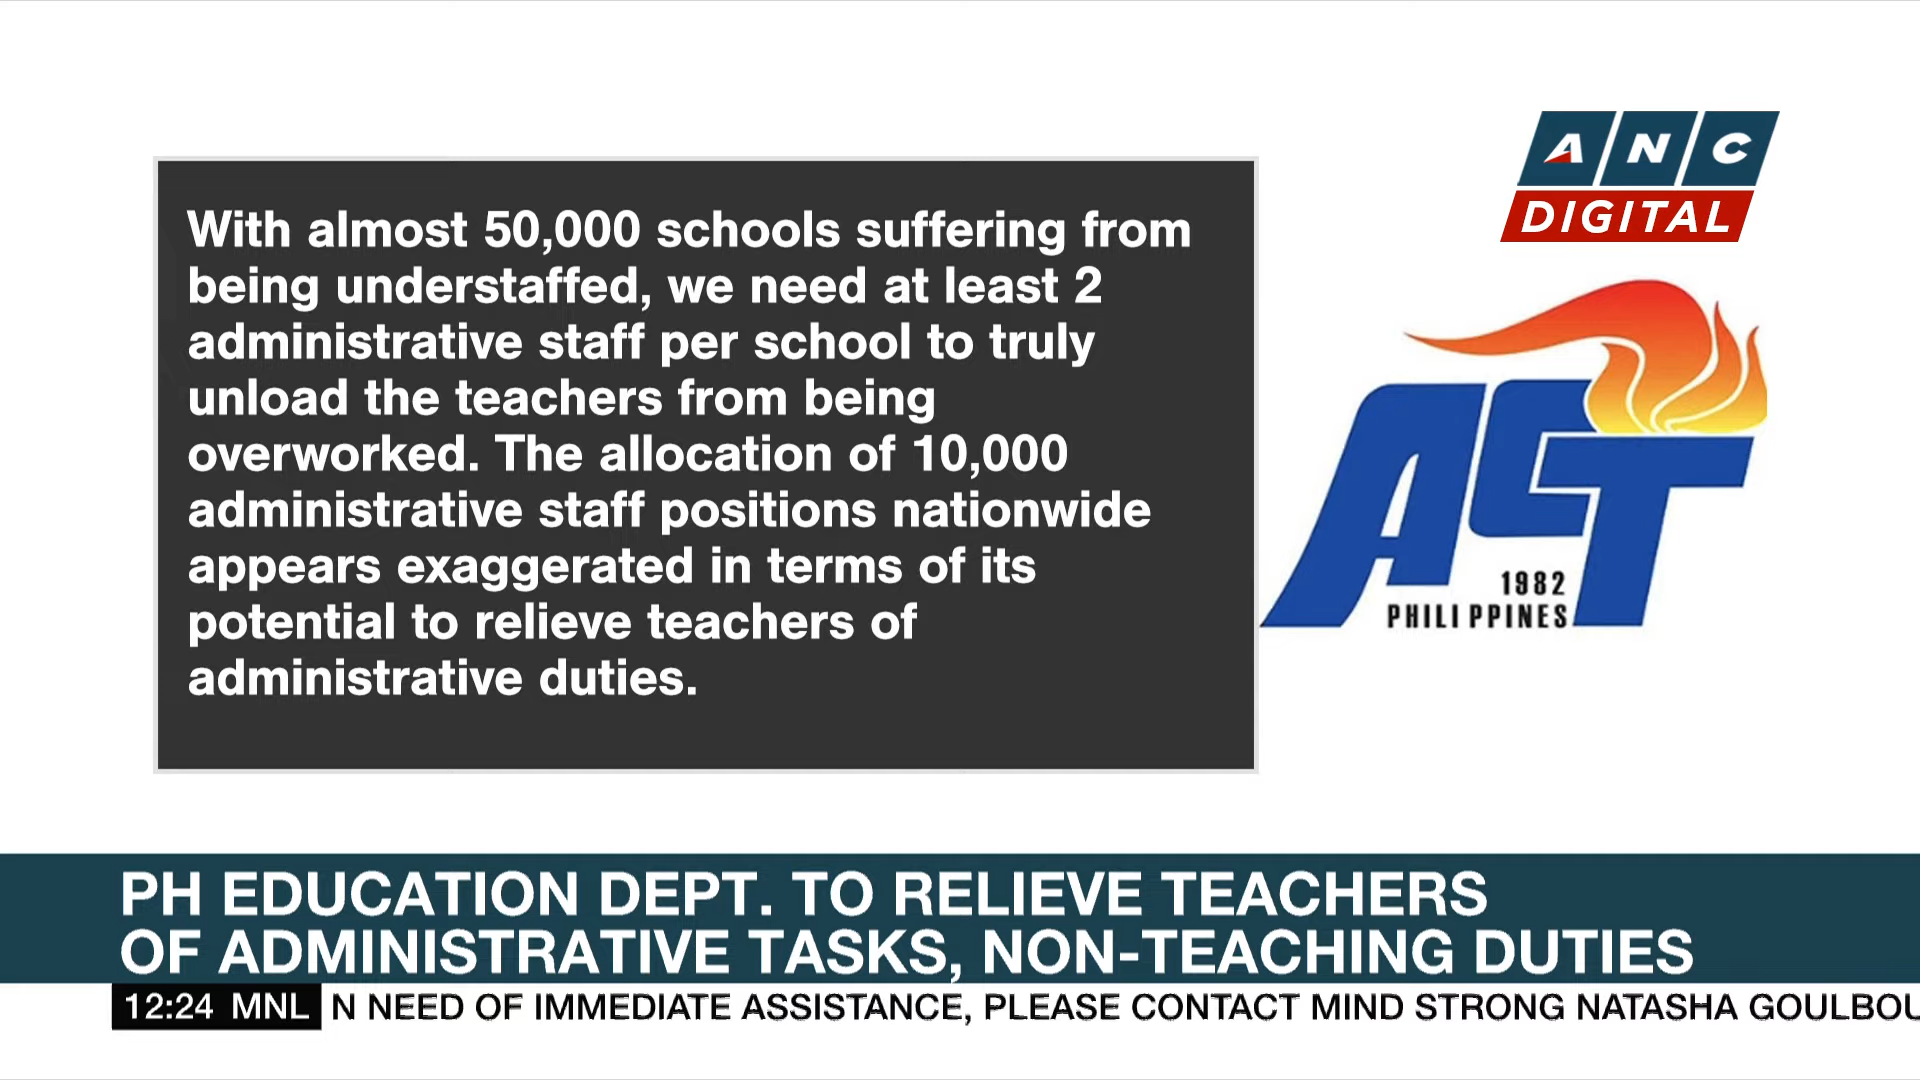 ANC
DIGITAL
With almost 50,000 schools suffering from
being understaffed, we need at least 2
administrative staff per school to truly
unload the teachers from being
overworked. The allocation of 10,000
administrative staff positions nationwide
appears exaggerated in terms of its
potential to relieve teachers of
administrative duties.
ACT
1982
PHILIPPINES
PH EDUCATION DEPT. TO RELIEVE TEACHERS
OF ADMINISTRATIVE TASKS, NON-TEACHING DUTIES
12:24 MNL N NEED OF IMMEDIATE ASSISTANCE, PLEASE CONTACT MIND STRONG NATASHA GOULBOU